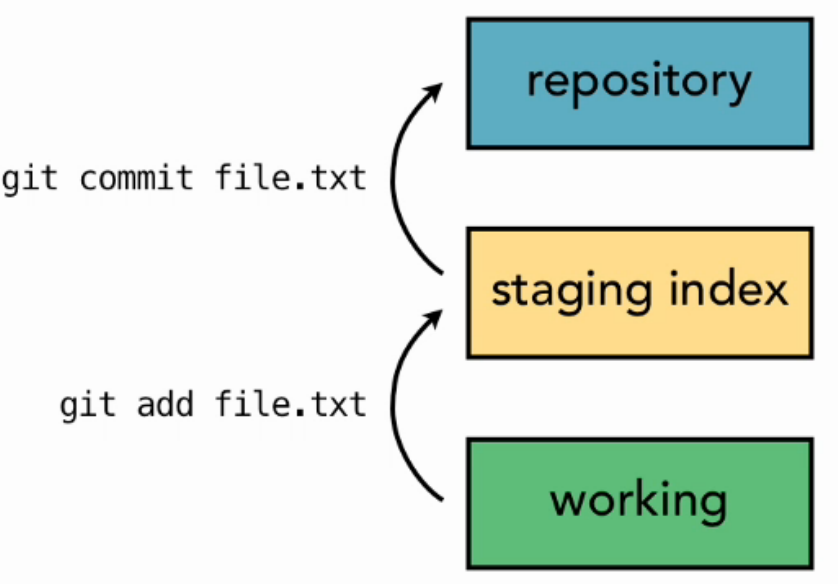 repository
git commit file.txt
staging index
git add file.txt
working